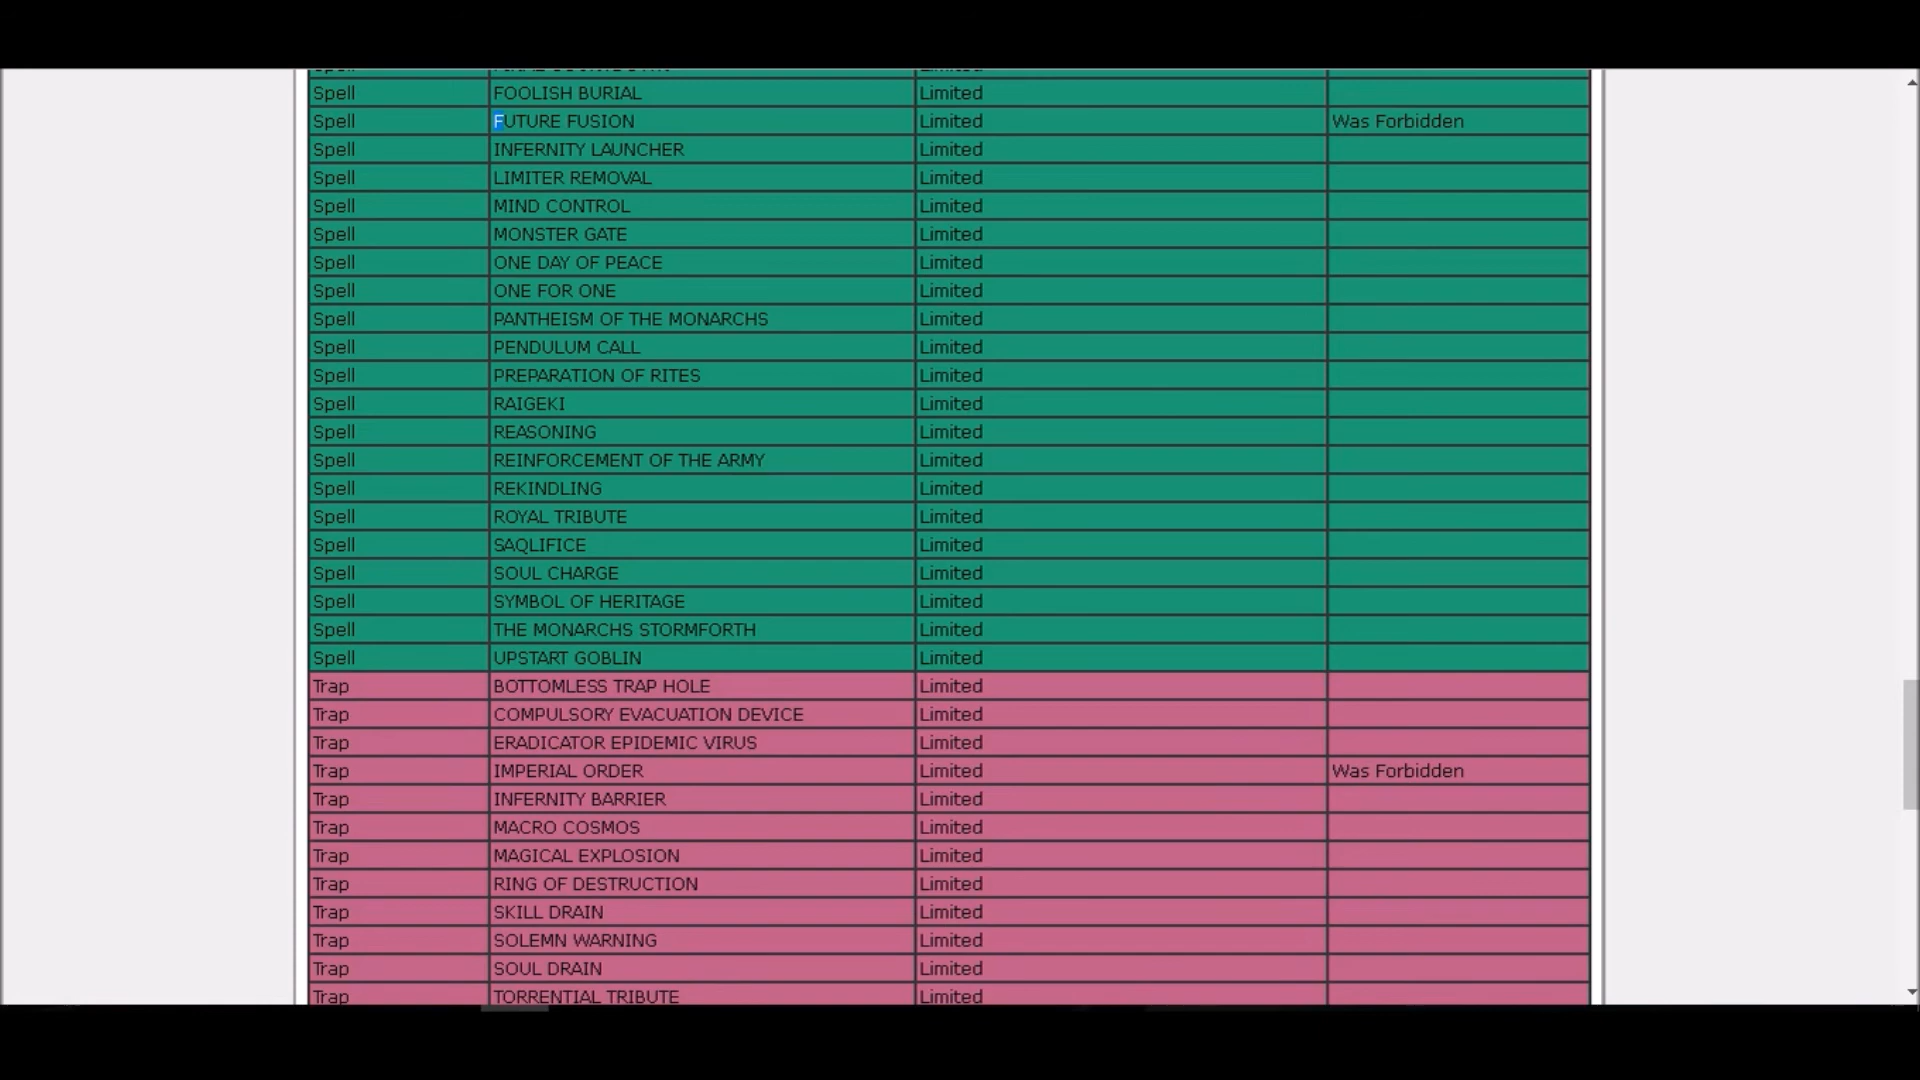 Spell FOOLISH BURIAL Limited
Spell FUTURE FUSION Limited Was Forbidden
Spell INFERNITY LAUNCHER Limited
Spell LIMITER REMOVAL Limited
Spell MIND CONTROL Limited
Spell MONSTER GATE Limited
Spell ONE DAY OF PEACE Limited
Spell ONE FOR ONE Limited
Spell PANTHEISM OF THE MONARCHS Limited
Spell PENDULUM CALL Limited
Spell PREPARATION OF RITES Limited
Spell RAIGEKI Limited
Spell REASONING Limited
Spell REINFORCEMENT OF THE ARMY Limited
Spell REKINDLING Limited
Spell ROYAL TRIBUTE Limited
Spell SAQLIFICE Limited
Spell SOUL CHARGE Limited
Spell SYMBOL OF HERITAGE Limited
Spell THE MONARCHS STORMFORTH Limited
Spell UPSTART GOBLIN Limited
Trap BOTTOMLESS TRAP HOLE Limited
Trap COMPULSORY EVACUATION DEVICE Limited
Trap ERADICATOR EPIDEMIC VIRUS Limited
Trap IMPERIAL ORDER Limited Was Forbidden
Trap INFERNITY BARRIER Limited
Trap MACRO COSMOS Limited
Trap MAGICAL EXPLOSION Limited
Trap RING OF DESTRUCTION Limited
Trap SKILL DRAIN Limited
Trap SOLEMN WARNING Limited
Trap SOUL DRAIN Limited
Trap TORRENTIAL TRIBUTE Limited